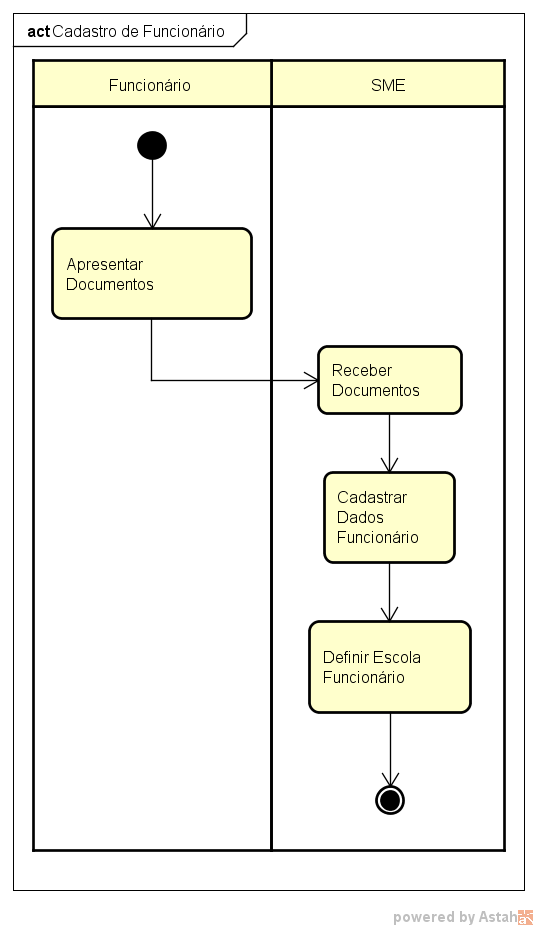 act Cadastro de Funcionário
Funcionário
SME
Apresentar
Documentos
Receber
Documentos
Cadastrar
Dados
Funcionário
Definir Escola
Funcionário
powered by Astah